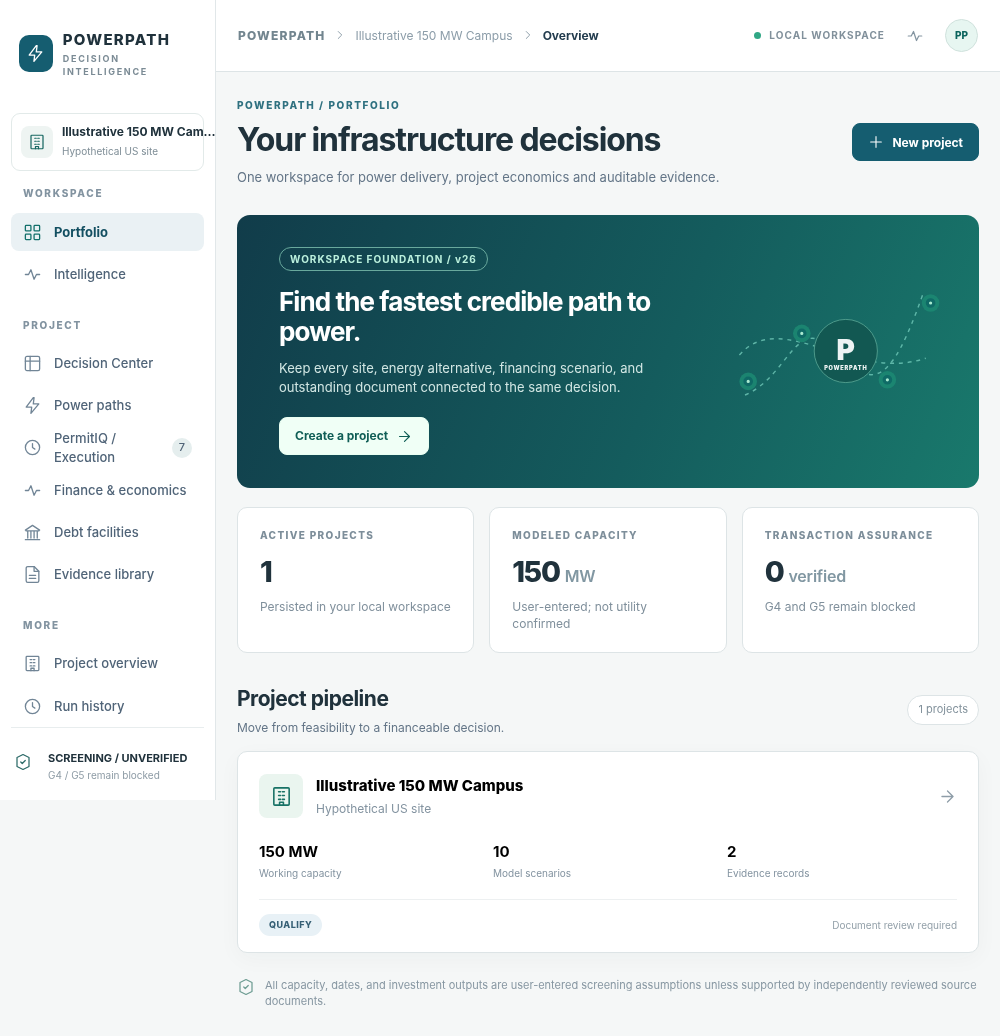 POWERPATH
DECISION
INTELLIGENCE
Illustrative 150 MW Cam...
Hypothetical US site
WORKSPACE
Portfolio
Intelligence
PROJECT
Decision Center
Power paths
PermitIQ /
Execution
7
Finance & economics
Debt facilities
Evidence library
MORE
Project overview
Run history
SCREENING / UNVERIFIED
G4 / G5 remain blocked
POWERPATH
Illustrative 150 MW Campus
Overview
LOCAL WORKSPACE
PP
POWERPATH / PORTFOLIO
Your infrastructure decisions
New project
One workspace for power delivery, project economics and auditable evidence.
WORKSPACE FOUNDATION / v26
Find the fastest credible path to
power.
Keep every site, energy alternative, financing scenario, and
outstanding document connected to the same decision.
Create a project
P
POWERPATH
ACTIVE PROJECTS
1
Persisted in your local workspace
MODELED CAPACITY
150 MW
User-entered; not utility
confirmed
TRANSACTION ASSURANCE
0 verified
G4 and G5 remain blocked
Project pipeline
Move from feasibility to a financeable decision.
1 projects
Illustrative 150 MW Campus
Hypothetical US site
150 MW
Working capacity
10
Model scenarios
2
Evidence records
QUALIFY
Document review required
All capacity, dates, and investment outputs are user-entered screening assumptions unless supported by independently reviewed source
documents.